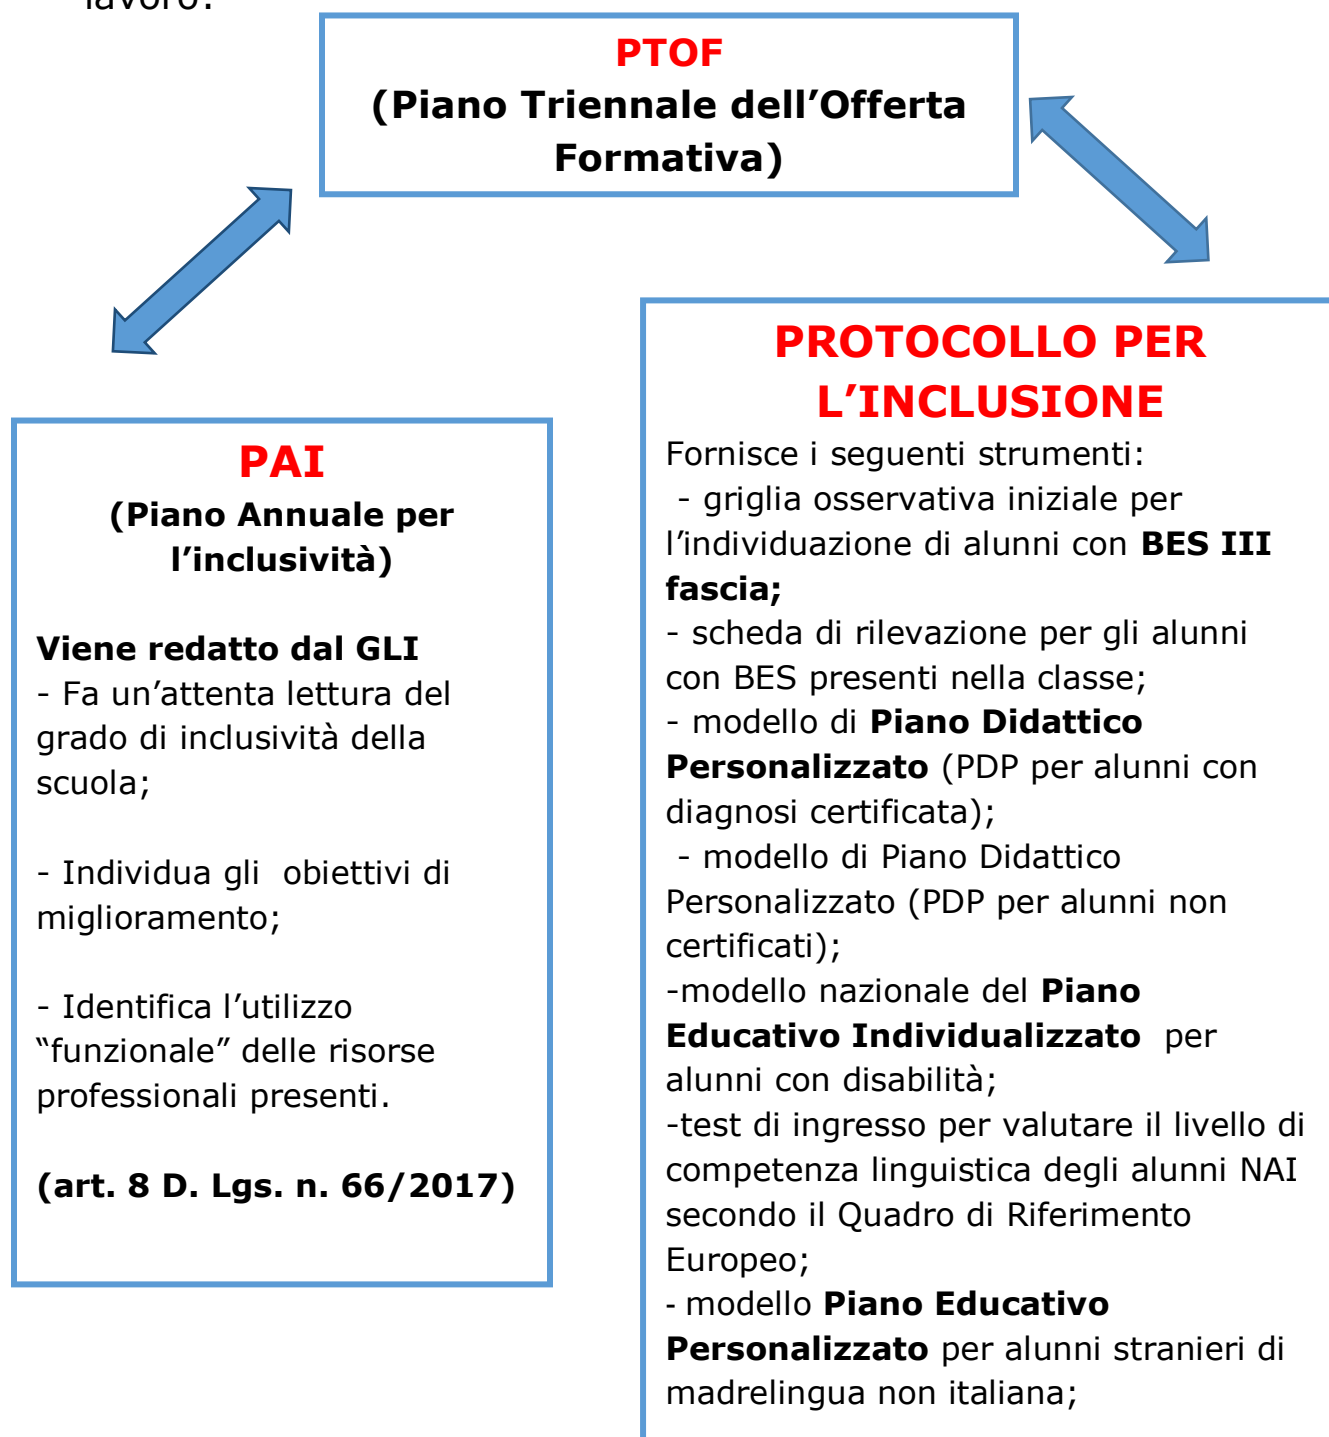 lavoro:
PTOF
(Piano Triennale dell’Offerta
Formativa)
PAI
(Piano Annuale per
l’inclusività)
Viene redatto dal GLI
- Fa un’attenta lettura del
grado di inclusività della
scuola;
- Individua gli  obiettivi di
miglioramento;
- Identifica l’utilizzo
“funzionale” delle risorse
professionali presenti.
(art. 8 D. Lgs. n. 66/2017)
PROTOCOLLO PER
L’INCLUSIONE
Fornisce i seguenti strumenti:
- griglia osservativa iniziale per
l’individuazione di alunni con BES III
fascia;
- scheda di rilevazione per gli alunni
con BES presenti nella classe;
- modello di Piano Didattico
Personalizzato (PDP per alunni con
diagnosi certificata);
- modello di Piano Didattico
Personalizzato (PDP per alunni non
certificati);
-modello nazionale del Piano
Educativo Individualizzato  per
alunni con disabilità;
-test di ingresso per valutare il livello di
competenza linguistica degli alunni NAI
secondo il Quadro di Riferimento
Europeo;
- modello Piano Educativo
Personalizzato per alunni stranieri di
madrelingua non italiana;